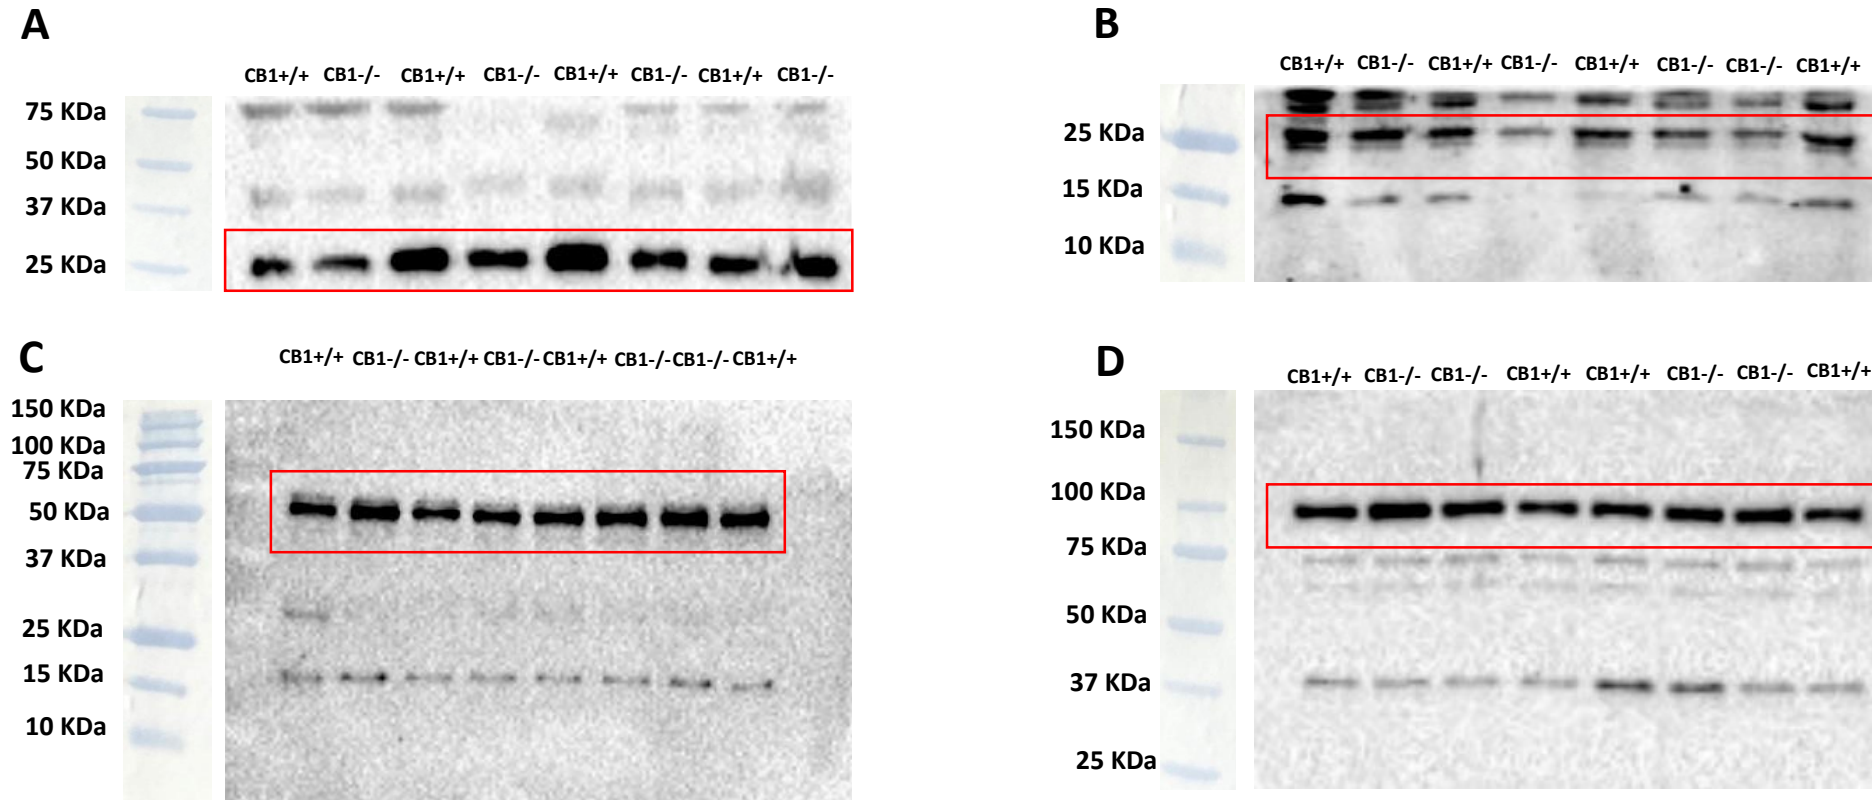 A
CB1+/+ CB1-/- CB1+/+ CB1-/- CB1+/+ CB1-/- CB1+/+ CB1-/-
75 KDa
50 KDa
37 KDa
25 KDa
B
CB1+/+ CB1-/- CB1+/+ CB1-/- CB1+/+ CB1-/- CB1-/- CB1+/+
25 KDa
15 KDa
10 KDa
C
CB1+/+ CB1-/- CB1+/+ CB1-/- CB1+/+ CB1-/- CB1-/- CB1+/+
150 KDa
100 KDa
75 KDa
50 KDa
37 KDa
25 KDa
15 KDa
10 KDa
D
CB1+/+ CB1-/- CB1-/- CB1+/+ CB1+/+ CB1-/- CB1-/- CB1+/+
150 KDa
100 KDa
75 KDa
50 KDa
37 KDa
25 KDa